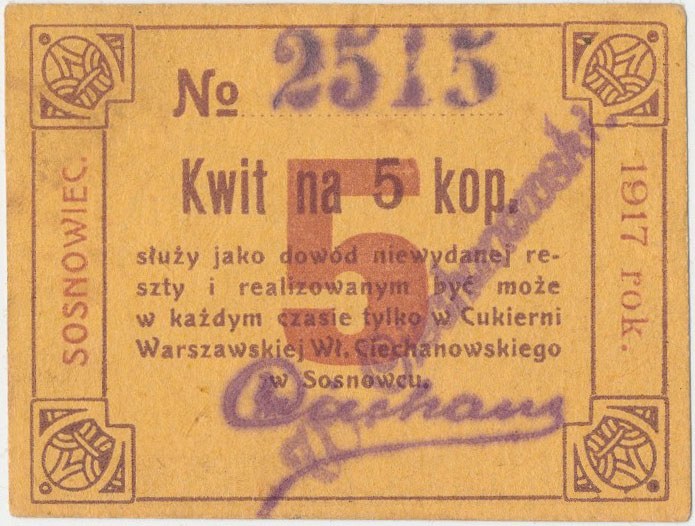 No 2515
Kwit na 5 kop.
5
służy jako dowód niewydanej re-
szty i realizowanym być może
w każdym czasie tylko w Cukierni
Warszawskiej Wł. Ciechanowskiego
w Sosnowcu.
SOSNOWIEC.
1917 rok.